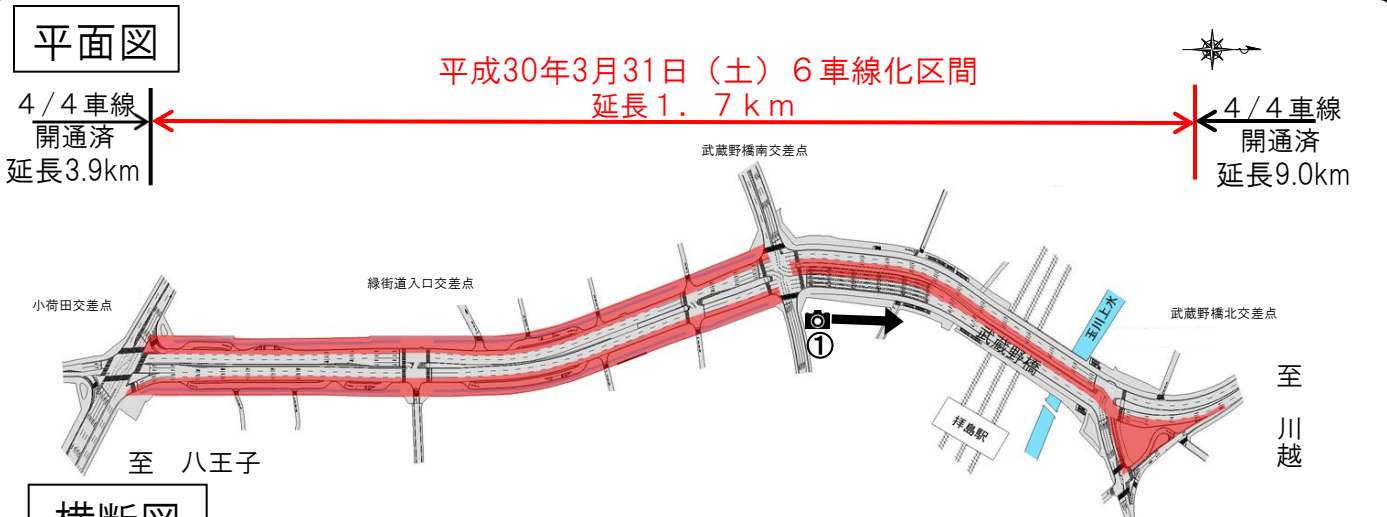 平面図
平成30年3月31日（土）６車線化区間
延長１．７ｋｍ
４/４車線
開通済
延長3.9km
４/４車線
開通済
延長9.0km
武蔵野橋南交差点
緑街道入口交差点
小荷田交差点
武蔵野橋北交差点
玉川上水
武蔵野橋
①
拝島駅
至 川越
至 八王子
横断図